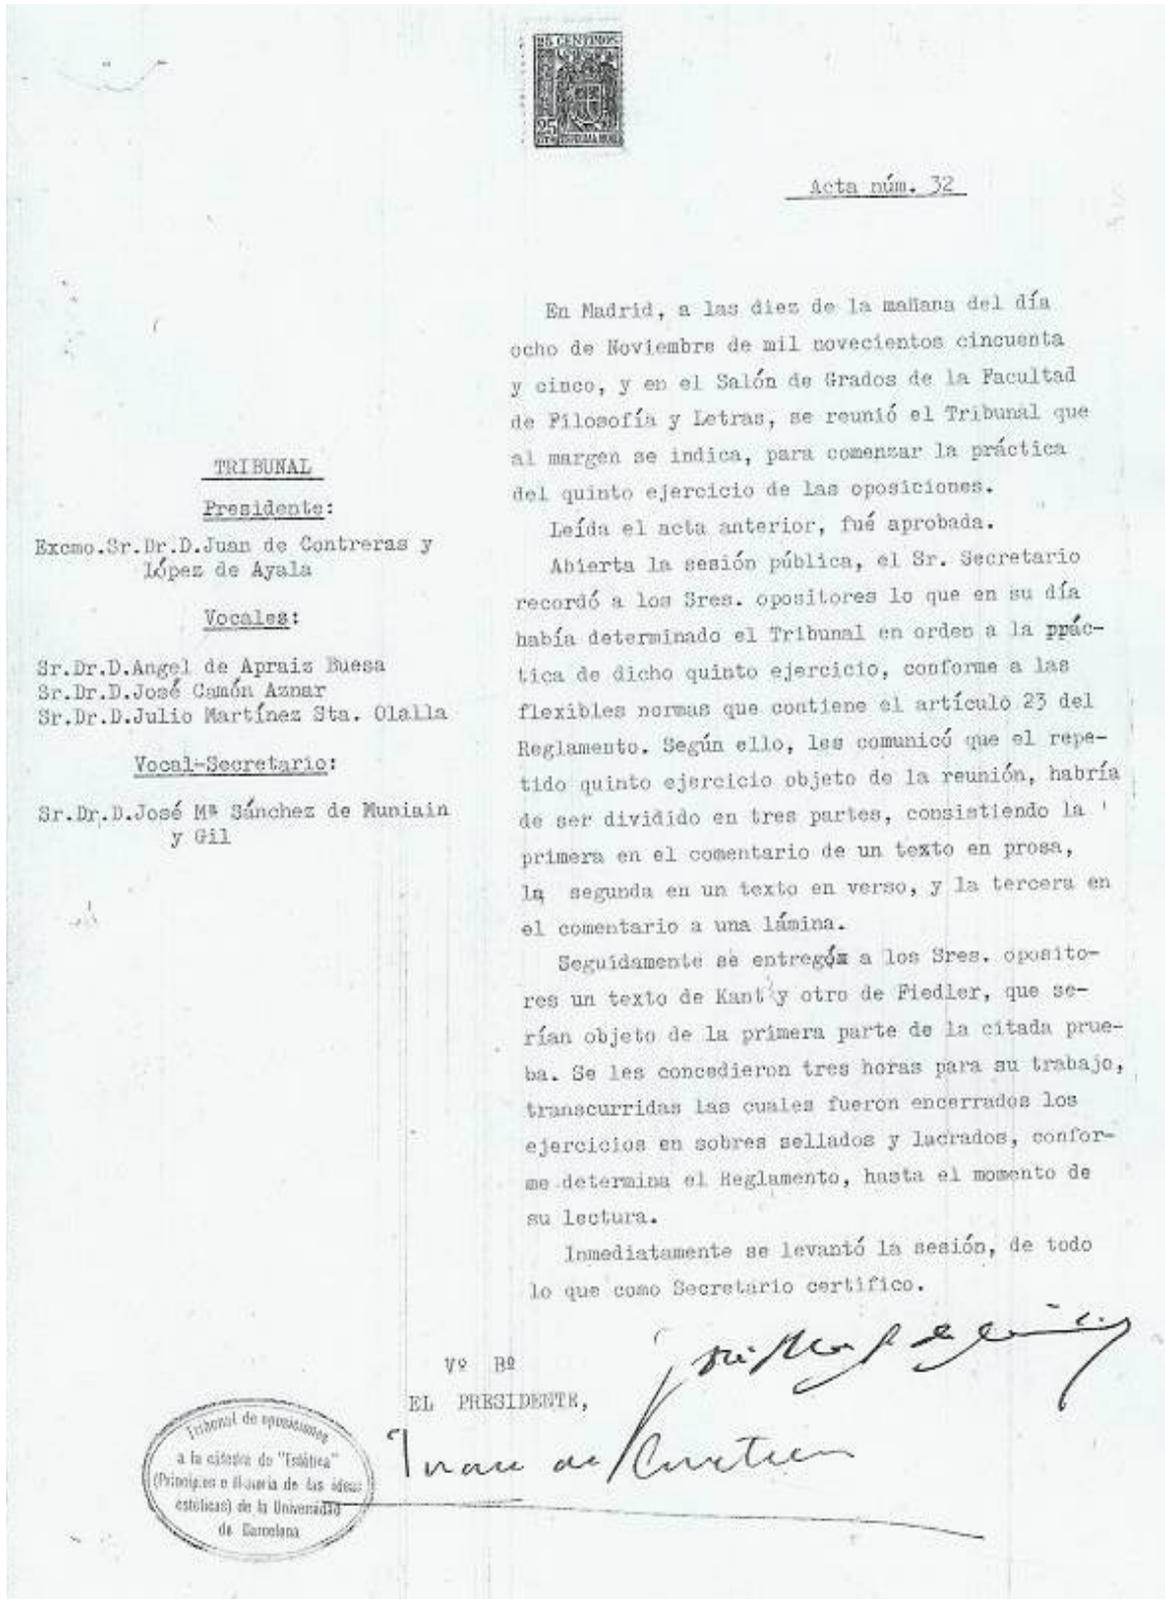 25 CENTIMOS
25
Acta núm. 32
En Madrid, a las diez de la mañana del día
ocho de Noviembre de mil novecientos cincuenta
y cinco, y en el Salón de Grados de la Facultad
de Filosofía y Letras, se reunió el Tribunal que
al margen se indica, para comenzar la práctica
del quinto ejercicio de las oposiciones.
Leída el acta anterior, fué aprobada.
Abierta la sesión pública, el Sr. Secretario
recordó a los Sres. opositores lo que en su día
había determinado el Tribunal en orden a la prác-
tica de dicho quinto ejercicio, conforme a las
flexibles normas que contiene el artículo 23 del
Reglamento. Según ello, les comunicó que el repe-
tido quinto ejercicio objeto de la reunión, habría
de ser dividido en tres partes, consistiendo la
primera en el comentario de un texto en prosa,
la segunda en un texto en verso, y la tercera en
el comentario a una lámina.
Seguidamente se entregó a los Sres. oposito-
res un texto de Kant y otro de Fiedler, que se-
rían objeto de la primera parte de la citada prue-
ba. Se les concedieron tres horas para su trabajo,
transcurridas las cuales fueron encerrados los
ejercicios en sobres sellados y lacrados, confor-
me determina el Reglamento, hasta el momento de
su lectura.
Inmediatamente se levantó la sesión, de todo
lo que como Secretario certifico.
TRIBUNAL
Presidente:
Excmo.Sr.Dr.D.Juan de Contreras y
López de Ayala
Vocales:
Sr.Dr.D.Angel de Apraiz Buesa
Sr.Dr.D.José Camón Aznar
Sr.Dr.D.Julio Martínez Sta. Olalla
Vocal-Secretario:
Sr.Dr.D.José Mª Sánchez de Muniain
y Gil
Vº Bº
EL PRESIDENTE,
Juan de Contreras
Tribunal de oposiciones
a la cátedra de "Estética"
(Principios e Historia de las ideas
estéticas) de la Universidad
de Barcelona